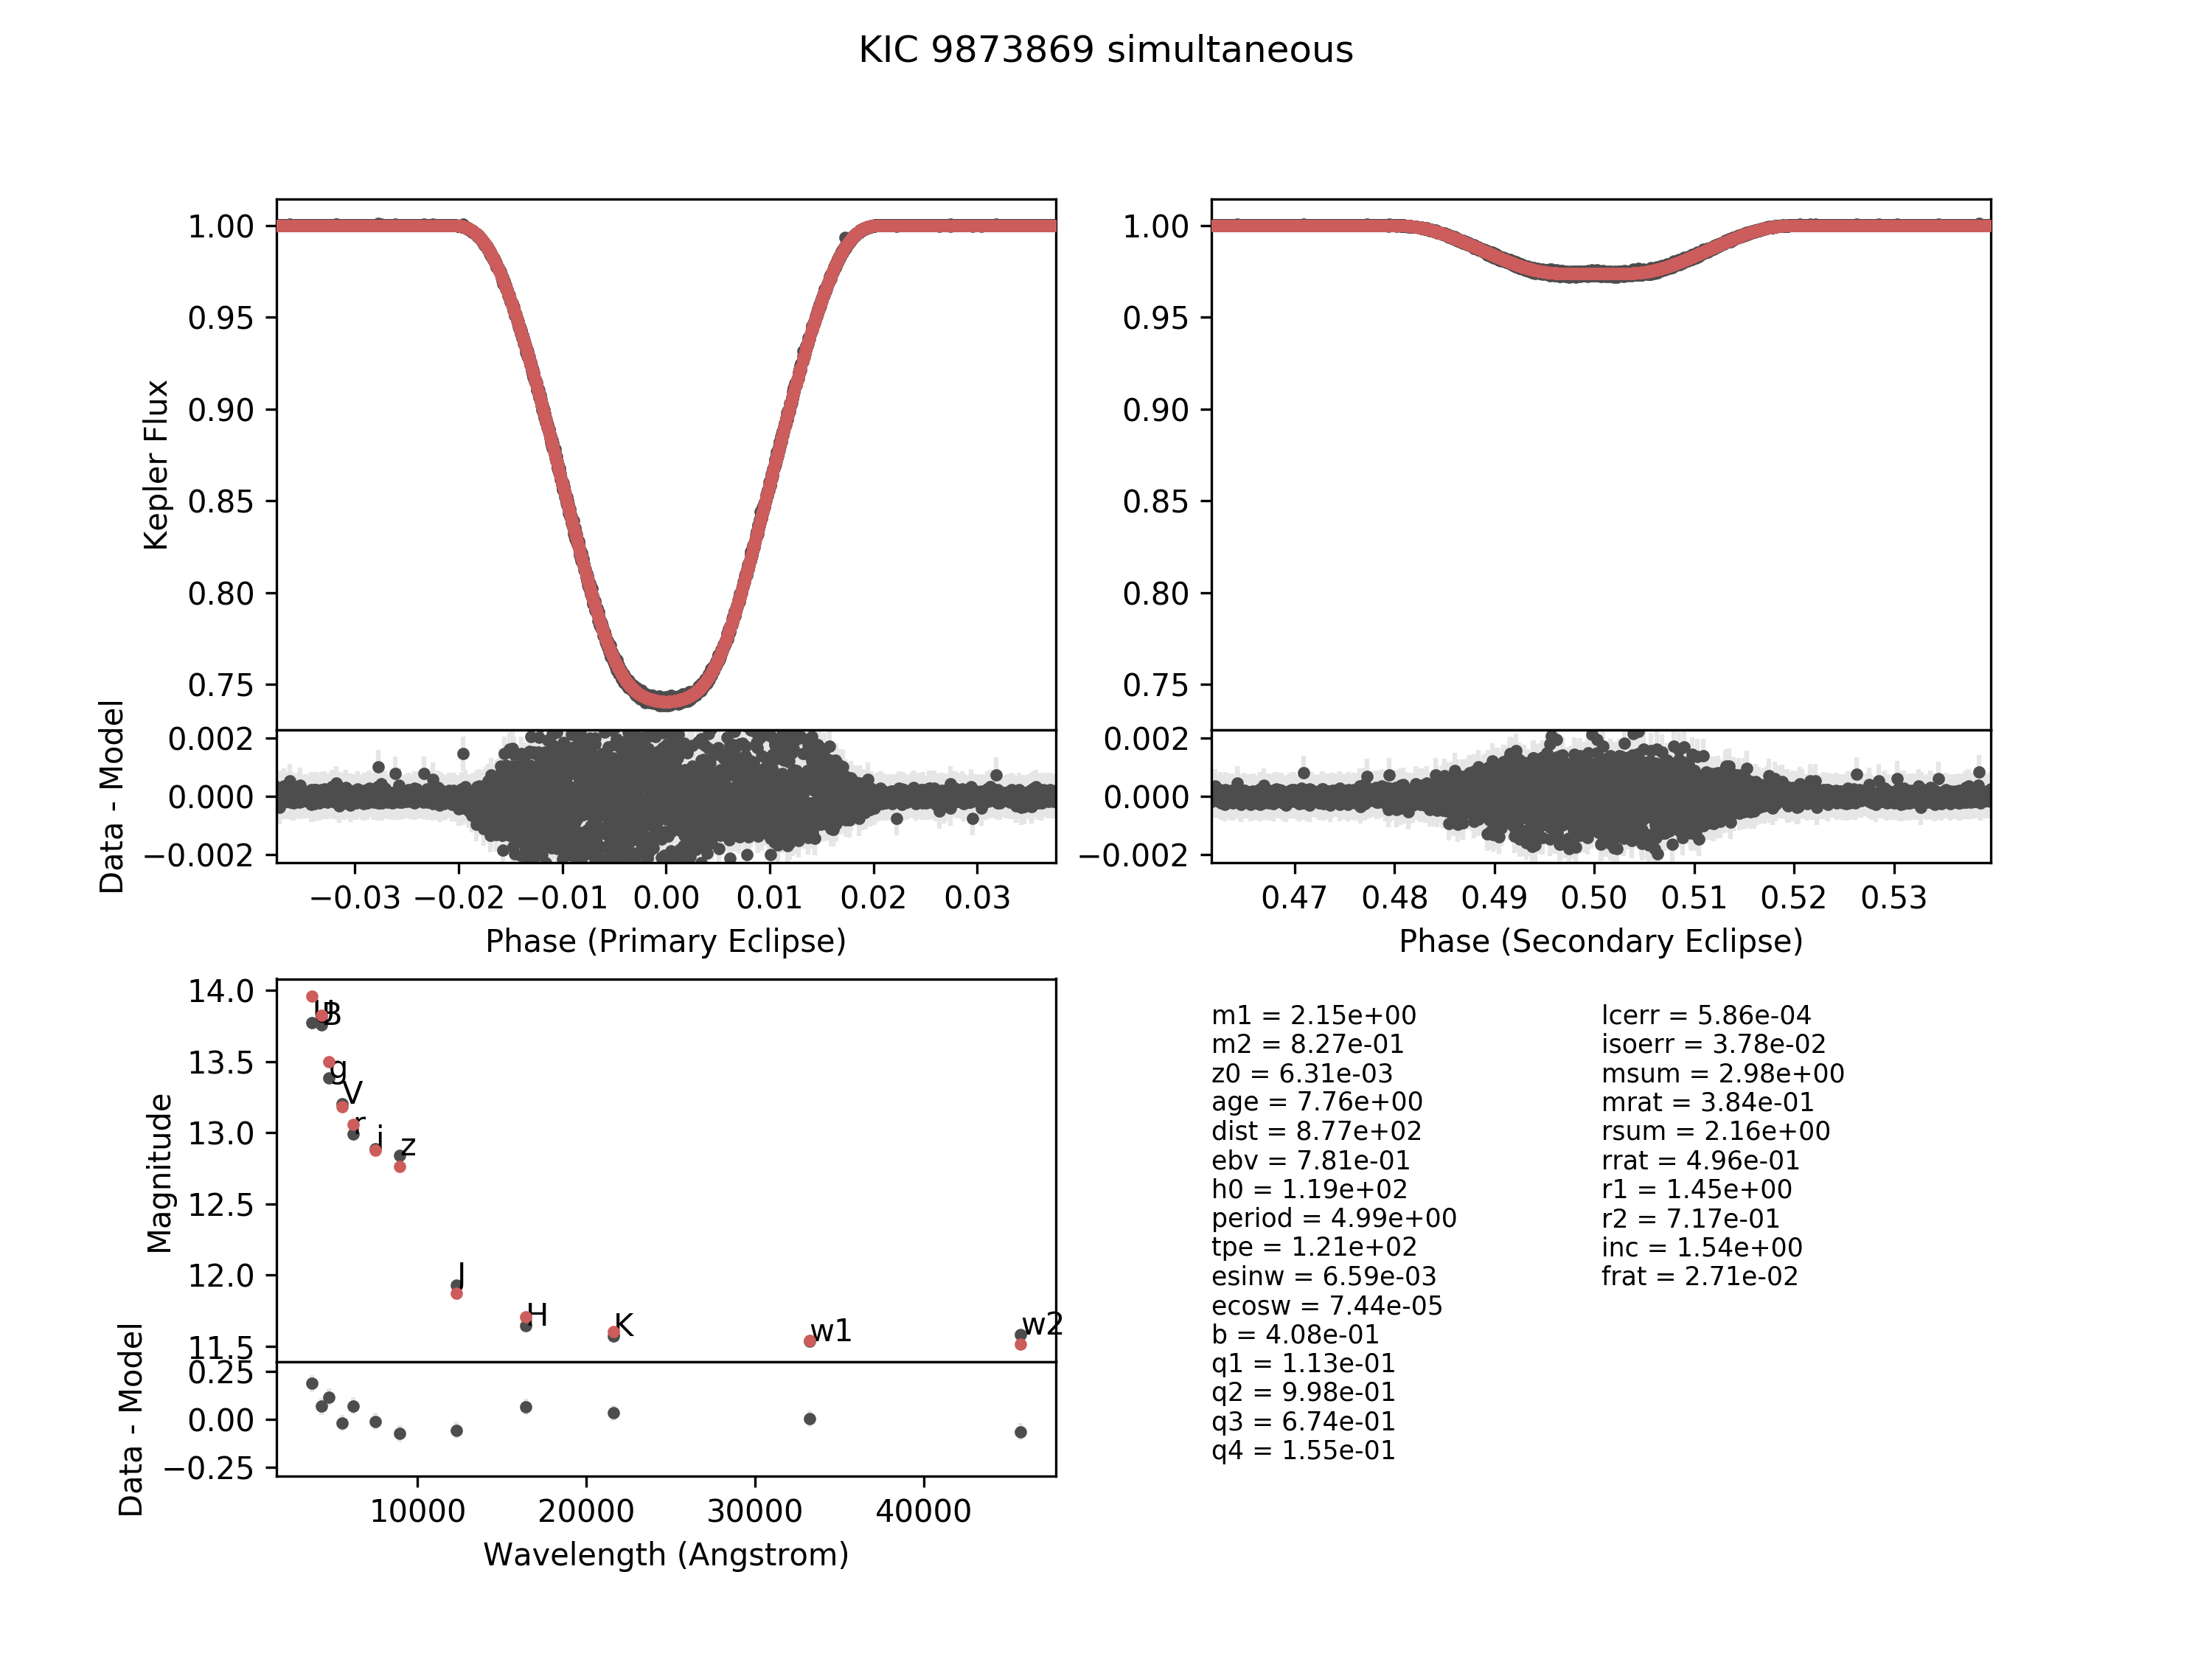 KIC 9873869 simultaneous
1.00
0.95
0.90
0.85
0.80
0.75
Kepler Flux
0.002
0.000
−0.002
Data - Model
−0.03 −0.02 −0.01 0.00 0.01 0.02 0.03
Phase (Primary Eclipse)
1.00
0.95
0.90
0.85
0.80
0.75
0.002
0.000
−0.002
0.47 0.48 0.49 0.50 0.51 0.52 0.53
Phase (Secondary Eclipse)
14.0
13.5
13.0
12.5
12.0
11.5
Magnitude
U B g V r i z J H K w1 w2
0.25
0.00
−0.25
Data - Model
10000 20000 30000 40000
Wavelength (Angstrom)
m1 = 2.15e+00
m2 = 8.27e-01
z0 = 6.31e-03
age = 7.76e+00
dist = 8.77e+02
ebv = 7.81e-01
h0 = 1.19e+02
period = 4.99e+00
tpe = 1.21e+02
esinw = 6.59e-03
ecosw = 7.44e-05
b = 4.08e-01
q1 = 1.13e-01
q2 = 9.98e-01
q3 = 6.74e-01
q4 = 1.55e-01
lcerr = 5.86e-04
isoerr = 3.78e-02
msum = 2.98e+00
mrat = 3.84e-01
rsum = 2.16e+00
rrat = 4.96e-01
r1 = 1.45e+00
r2 = 7.17e-01
inc = 1.54e+00
frat = 2.71e-02